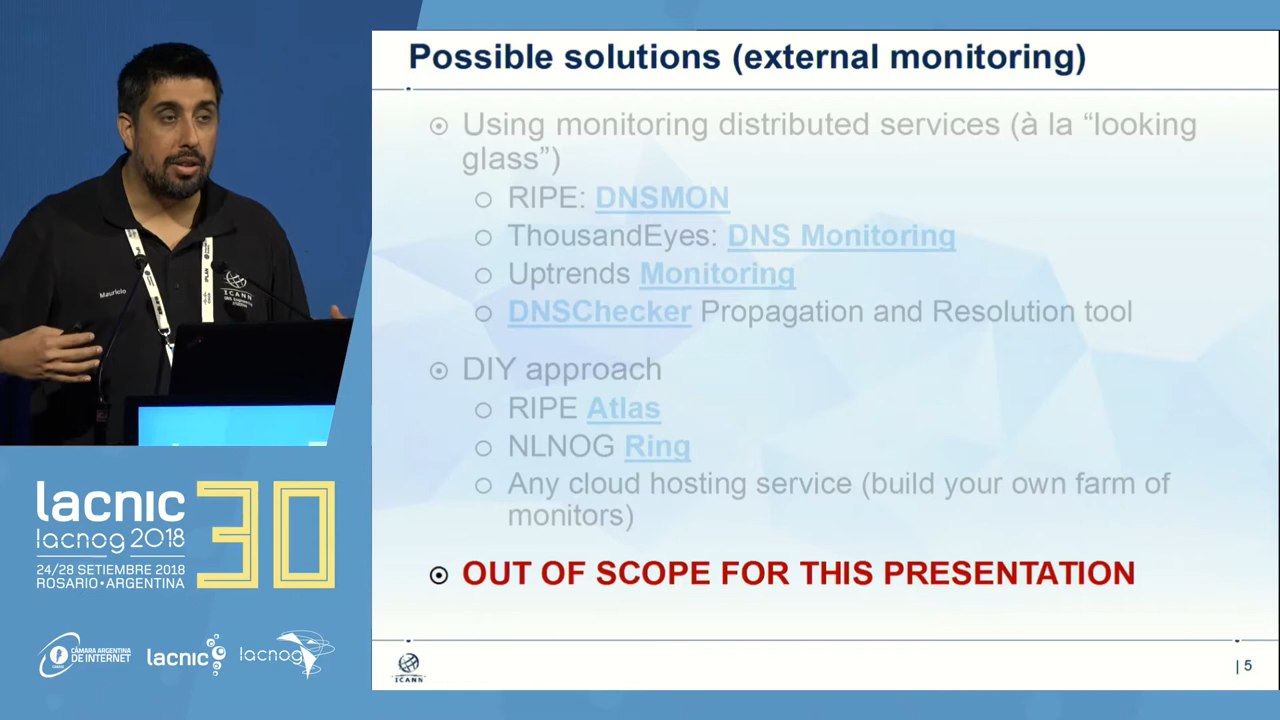 Possible solutions (external monitoring)
Using monitoring distributed services (à la “looking
glass”)
RIPE: DNSMON
ThousandEyes: DNS Monitoring
Uptrends Monitoring
DNSChecker Propagation and Resolution tool
DIY approach
RIPE Atlas
NLNOG Ring
Any cloud hosting service (build your own farm of
monitors)
OUT OF SCOPE FOR THIS PRESENTATION
ICANN
| 5
Mauricio
ICANN
lacnic 30
lacnog 2018
24/28 SETIEMBRE 2018
ROSARIO • ARGENTINA
CÁMARA ARGENTINA
DE INTERNET
lacnic
lacnog